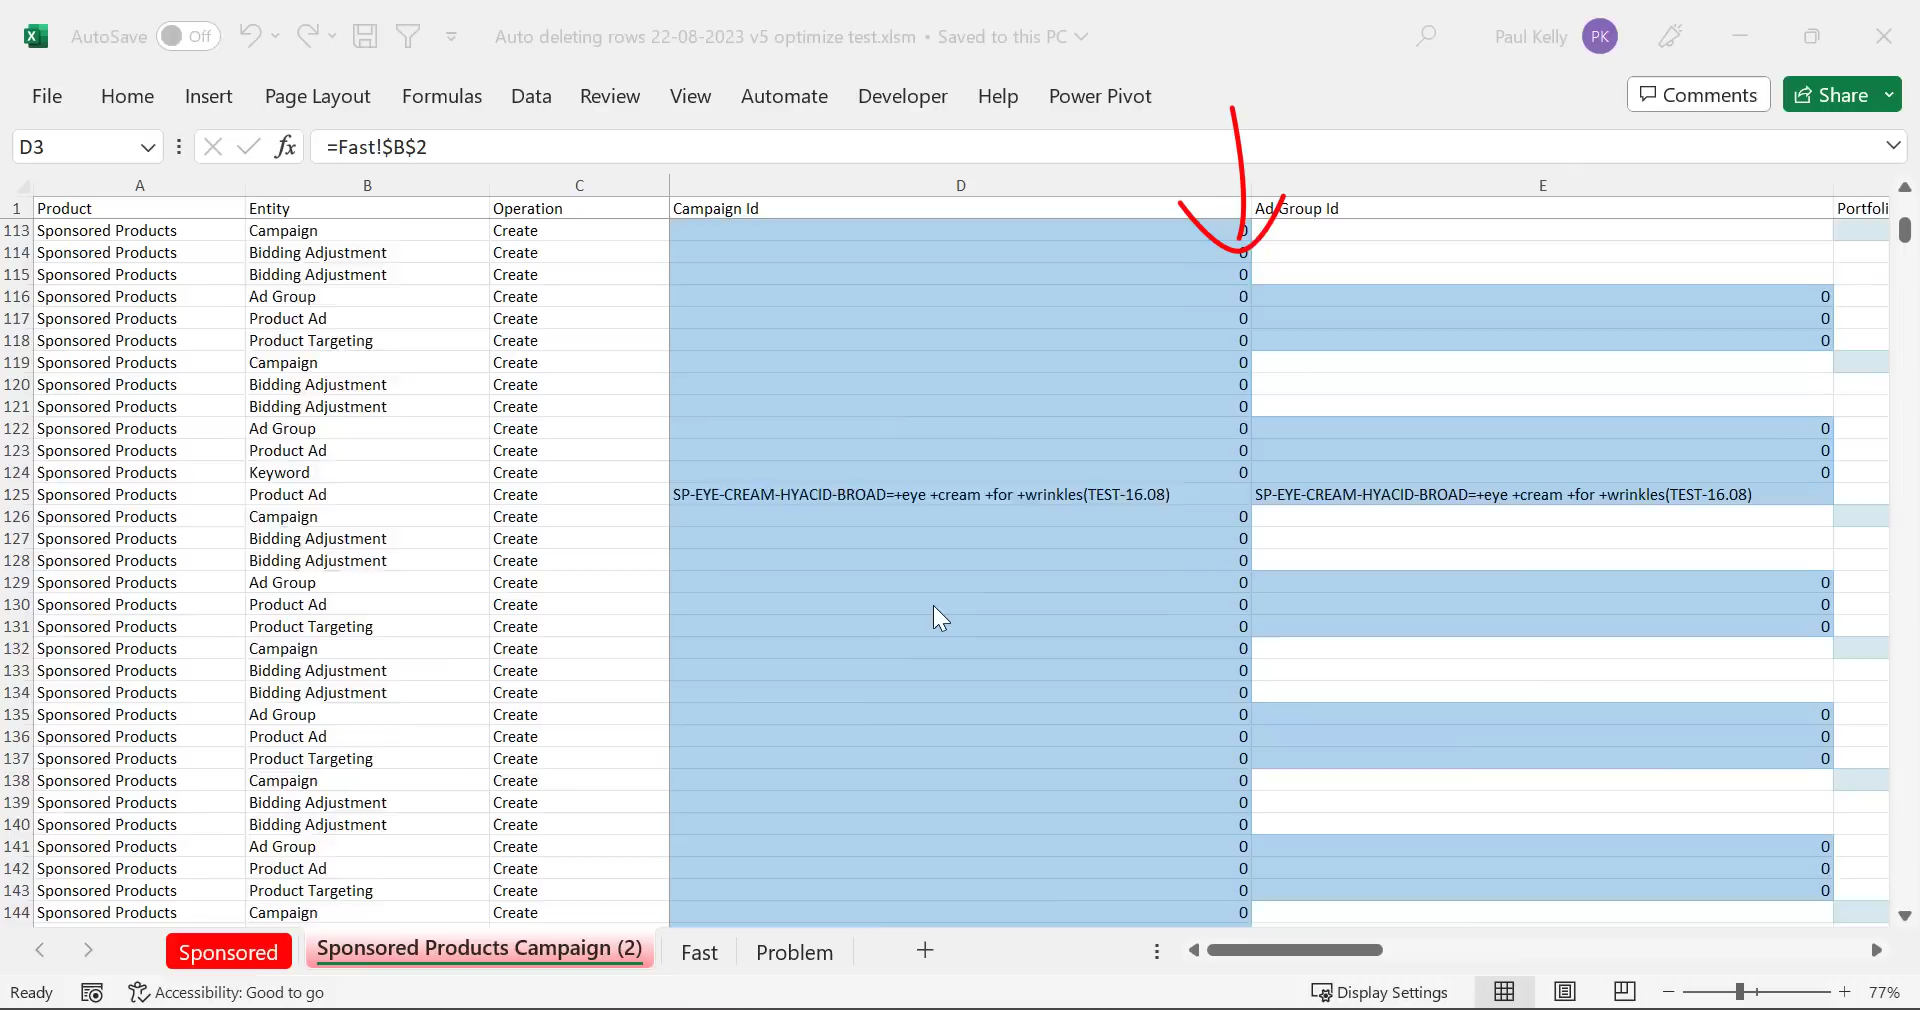 AutoSave Off Auto deleting rows 22-08-2023 v5 optimize test.xlsm • Saved to this PC Paul Kelly PK
File Home Insert Page Layout Formulas Data Review View Automate Developer Help Power Pivot Comments Share
D3 fx =Fast!$B$2
A B C D E
1 Product Entity Operation Campaign Id Ad Group Id Portfoli
113 Sponsored Products Campaign Create 0
114 Sponsored Products Bidding Adjustment Create 0
115 Sponsored Products Bidding Adjustment Create 0
116 Sponsored Products Ad Group Create 0 0
117 Sponsored Products Product Ad Create 0 0
118 Sponsored Products Product Targeting Create 0 0
119 Sponsored Products Campaign Create 0
120 Sponsored Products Bidding Adjustment Create 0
121 Sponsored Products Bidding Adjustment Create 0
122 Sponsored Products Ad Group Create 0 0
123 Sponsored Products Product Ad Create 0 0
124 Sponsored Products Keyword Create 0 0
125 Sponsored Products Product Ad Create SP-EYE-CREAM-HYACID-BROAD=+eye +cream +for +wrinkles(TEST-16.08) SP-EYE-CREAM-HYACID-BROAD=+eye +cream +for +wrinkles(TEST-16.08)
126 Sponsored Products Campaign Create 0
127 Sponsored Products Bidding Adjustment Create 0
128 Sponsored Products Bidding Adjustment Create 0
129 Sponsored Products Ad Group Create 0 0
130 Sponsored Products Product Ad Create 0 0
131 Sponsored Products Product Targeting Create 0 0
132 Sponsored Products Campaign Create 0
133 Sponsored Products Bidding Adjustment Create 0
134 Sponsored Products Bidding Adjustment Create 0
135 Sponsored Products Ad Group Create 0 0
136 Sponsored Products Product Ad Create 0 0
137 Sponsored Products Product Targeting Create 0 0
138 Sponsored Products Campaign Create 0
139 Sponsored Products Bidding Adjustment Create 0
140 Sponsored Products Bidding Adjustment Create 0
141 Sponsored Products Ad Group Create 0 0
142 Sponsored Products Product Ad Create 0 0
143 Sponsored Products Product Targeting Create 0 0
144 Sponsored Products Campaign Create 0
Sponsored Sponsored Products Campaign (2) Fast Problem
Ready Accessibility: Good to go Display Settings 77%